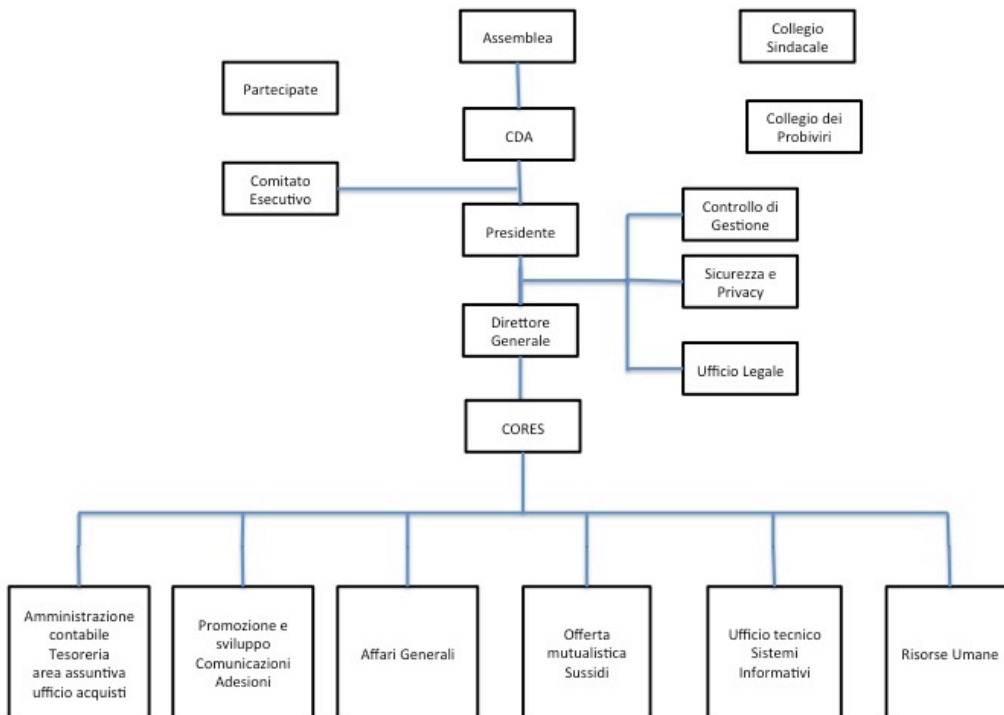 Assemblea
Collegio
Sindacale
Partecipate
CDA
Collegio dei
Probiviri
Comitato
Esecutivo
Presidente
Controllo di
Gestione
Sicurezza e
Privacy
Direttore
Generale
Ufficio Legale
CORES
Amministrazione
contabile
Tesoreria
area assuntiva
ufficio acquisti
Promozione e
sviluppo
Comunicazioni
Adesioni
Affari Generali
Offerta
mutualistica
Sussidi
Ufficio tecnico
Sistemi
Informativi
Risorse Umane